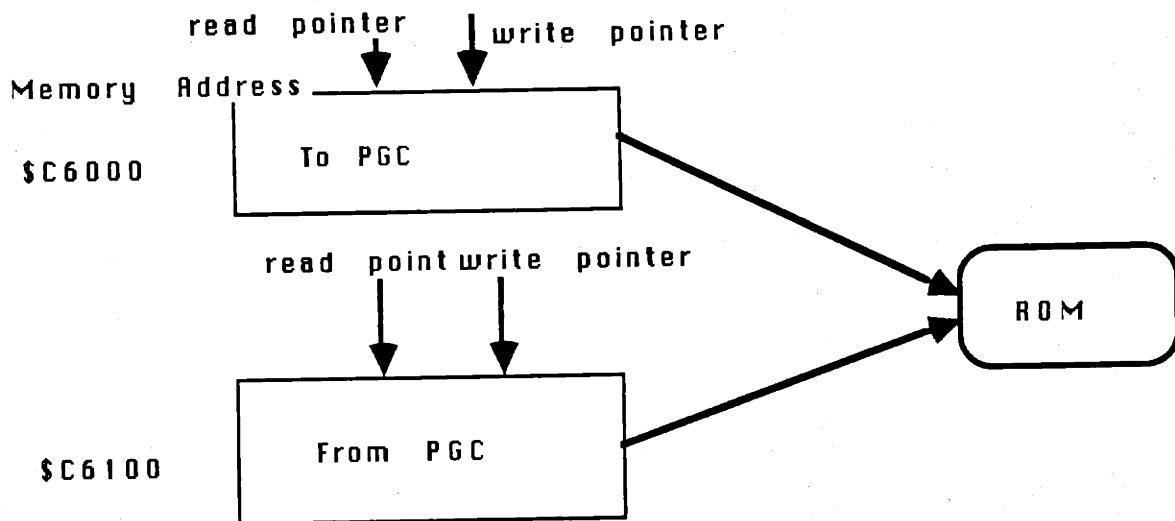 read pointer
write pointer
Memory Address
To PGC
$C6000
read point write pointer
ROM
From PGC
$C6100